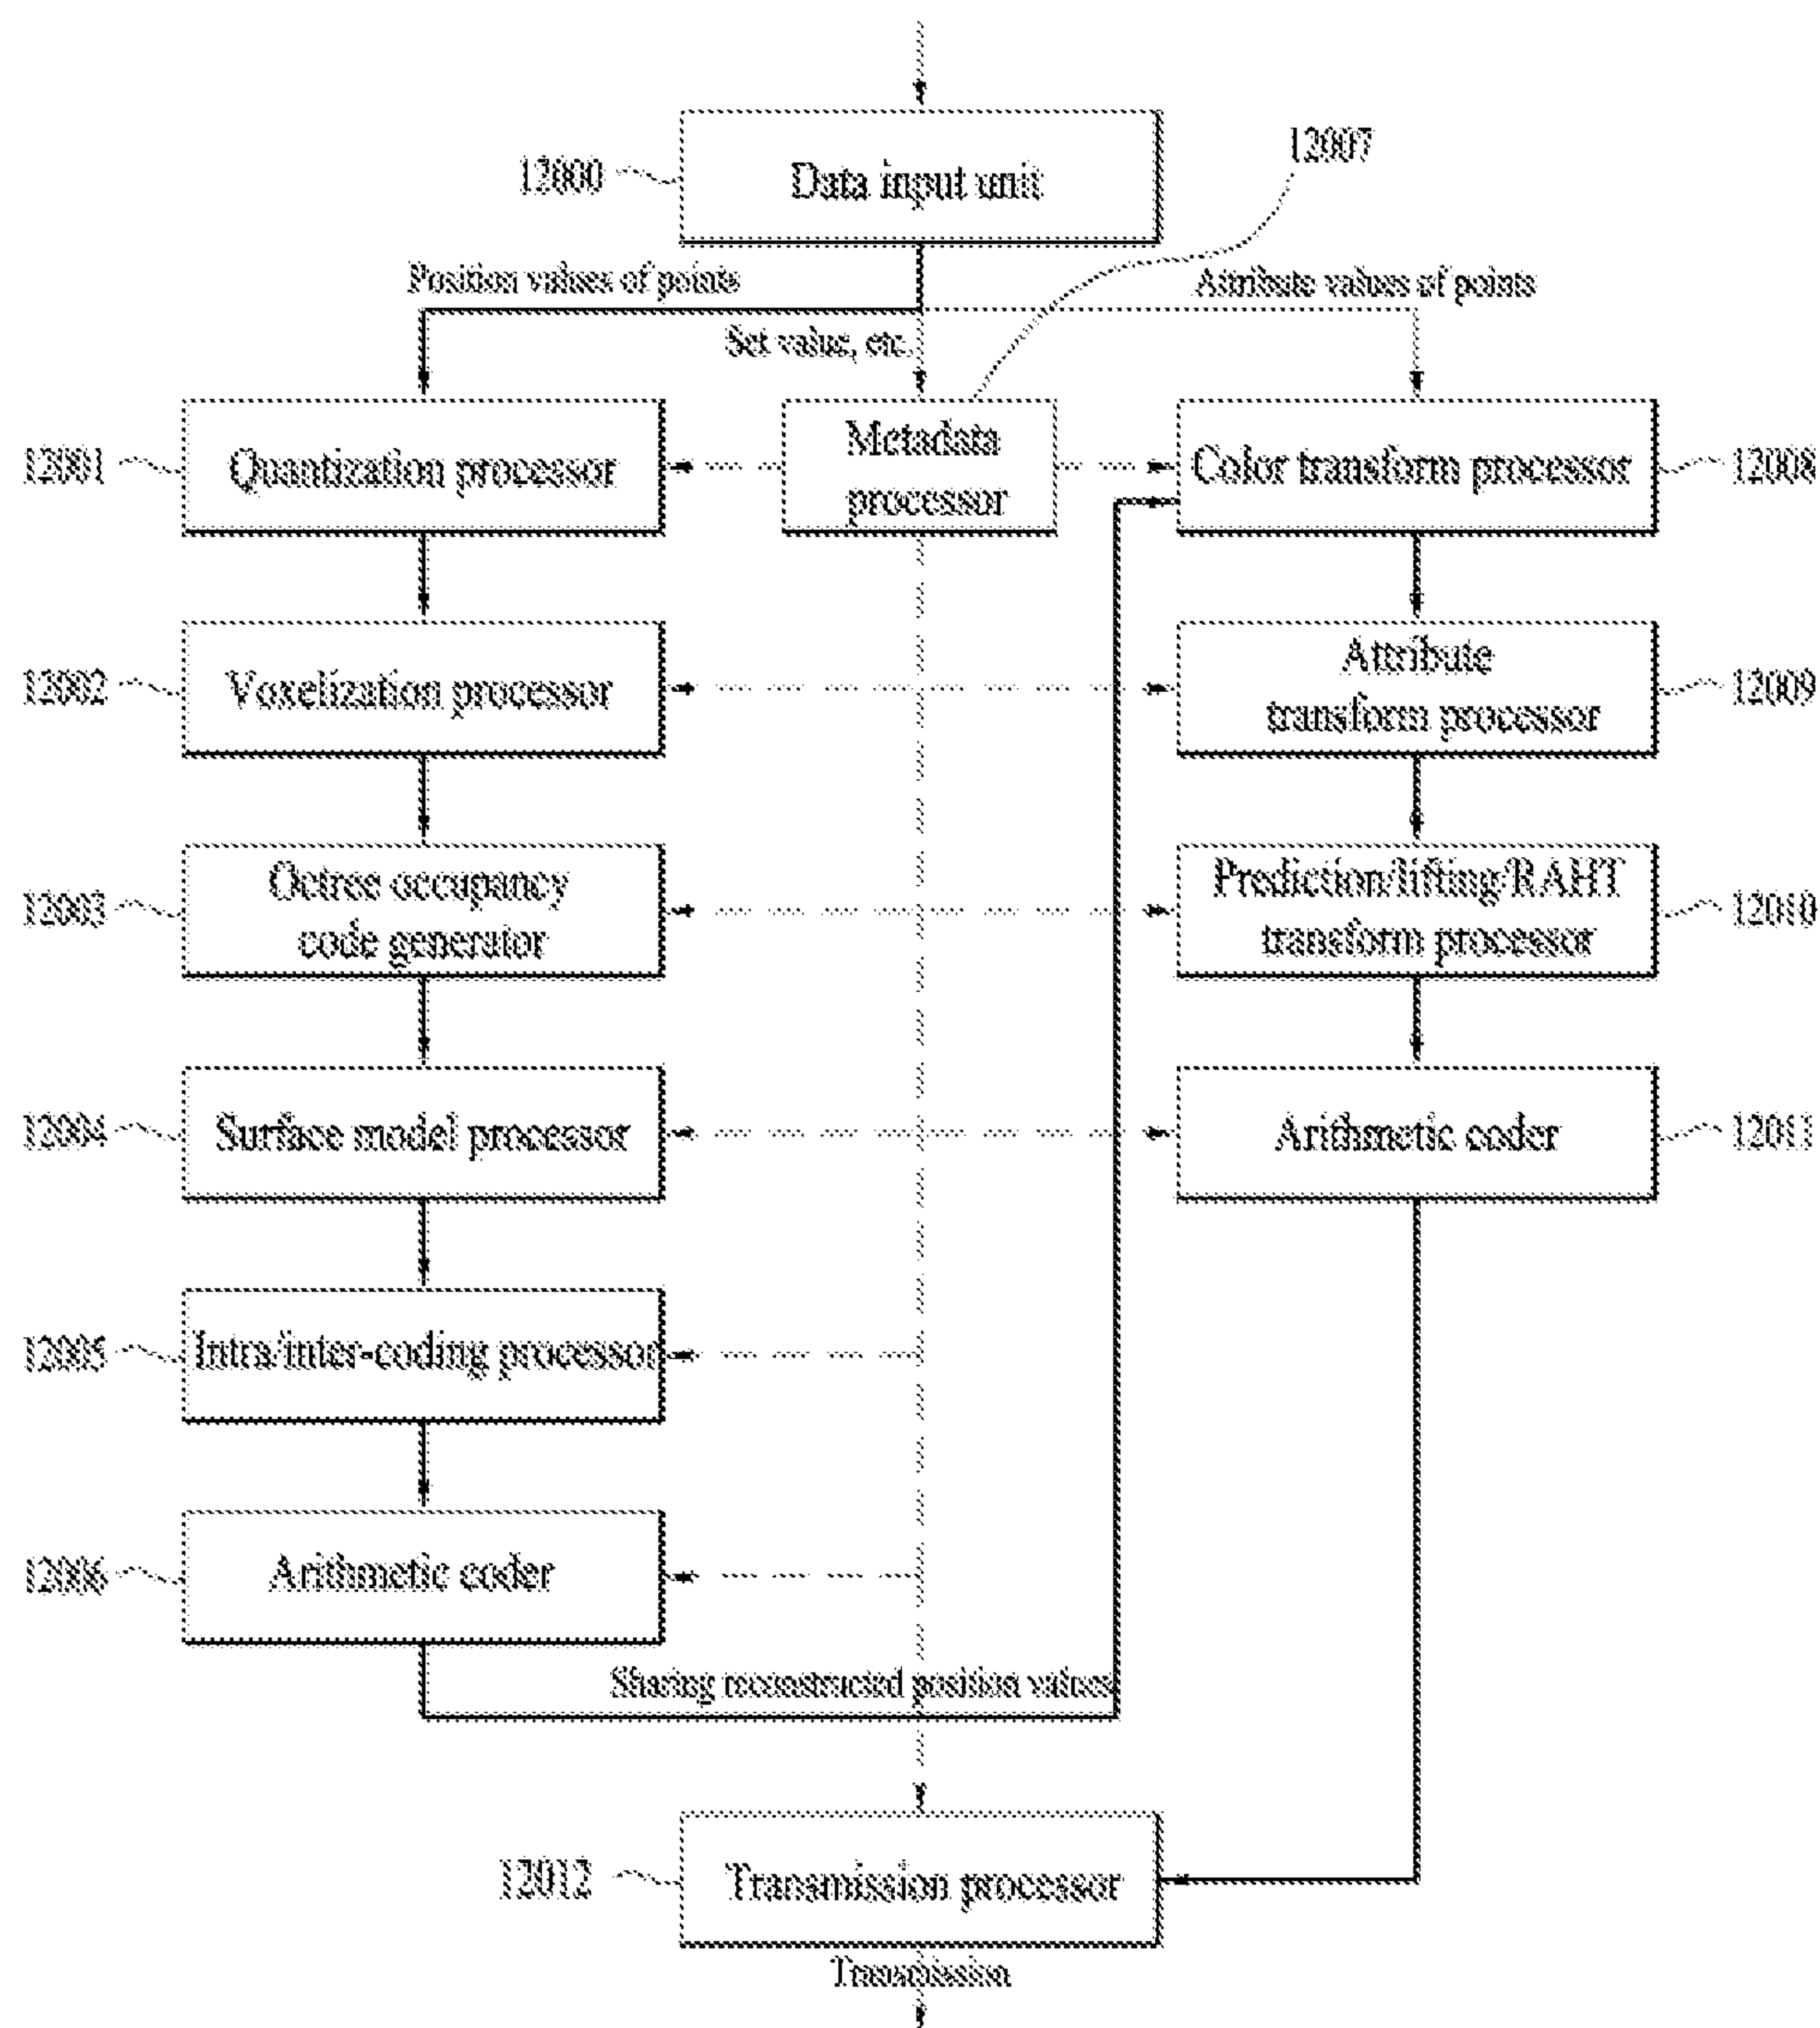 12000
Data input unit
12007
Position values of points
Attribute values of points
Set value, etc.
12001
Quantization processor
Metadata
processor
Color transform processor
12008
12002
Voxelization processor
Attribute
transform processor
12009
12003
Octree occupancy
code generator
Prediction/lifting/RAHT
transform processor
12010
12004
Surface model processor
Arithmetic coder
12011
12005
Intra/inter-coding processor
12006
Arithmetic coder
Sharing reconstructed position values
12012
Transmission processor
Transmission